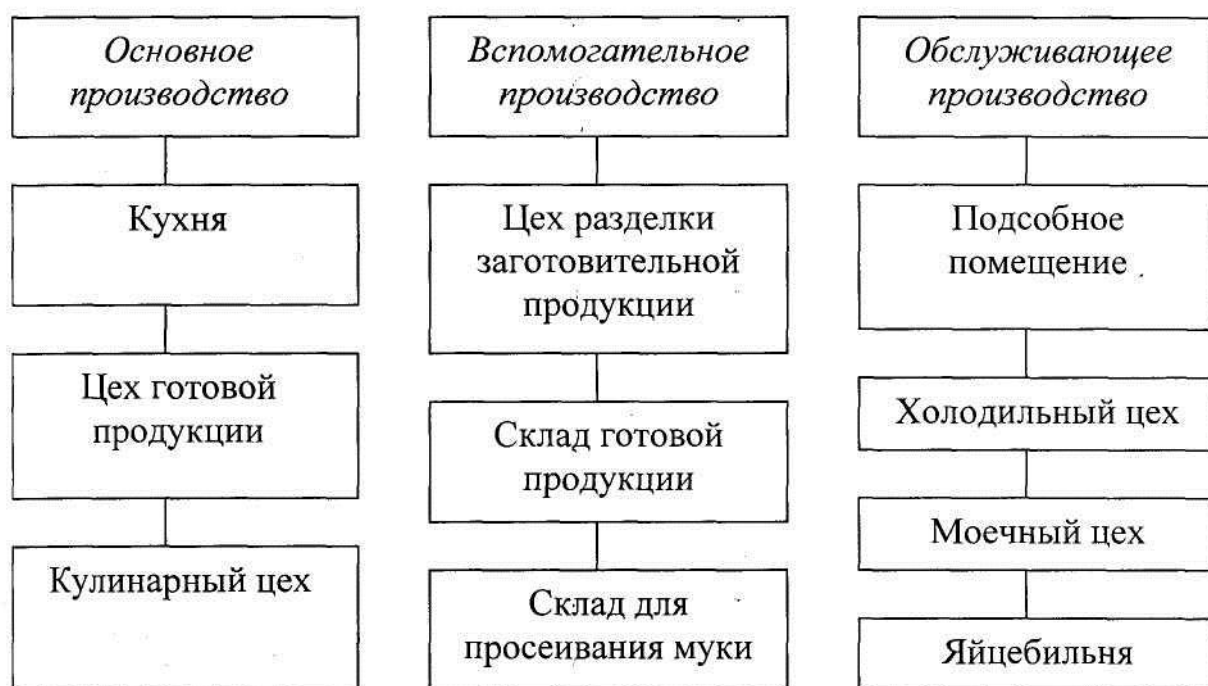 Основное
производство
Кухня
Цех готовой
продукции
Кулинарный цех
Вспомогательное
производство
Цех разделки
заготовительной
продукции
Склад готовой
продукции
Склад для
просеивания муки
Обслуживающее
производство
Подсобное
помещение
Холодильный цех
Моечный цех
Яйцебильня